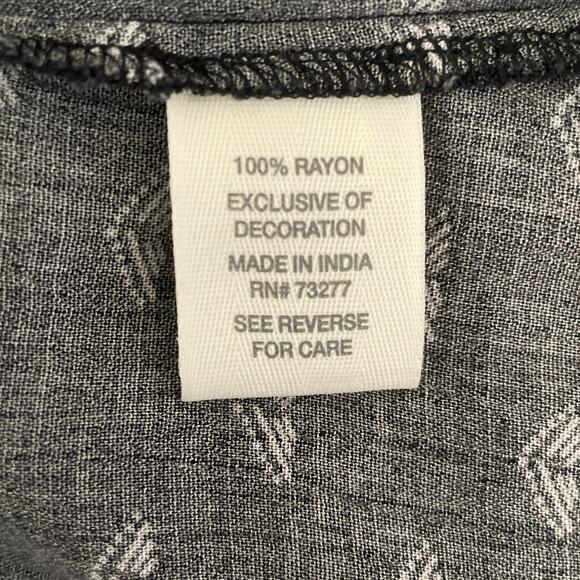 100% RAYON
EXCLUSIVE OF
DECORATION
MADE IN INDIA
RN# 73277
SEE REVERSE
FOR CARE